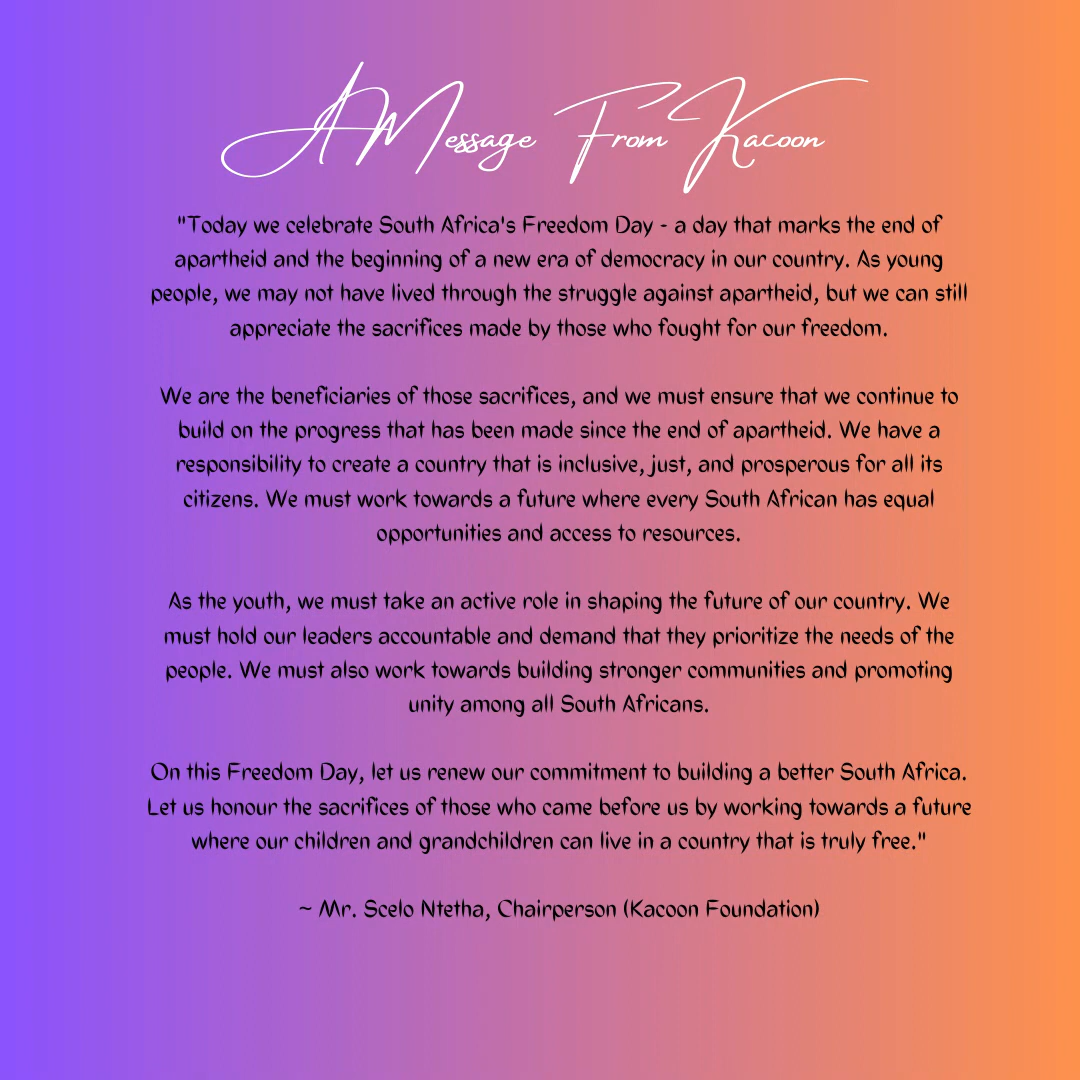 A Message From Kacoon
"Today we celebrate South Africa's Freedom Day - a day that marks the end of
apartheid and the beginning of a new era of democracy in our country. As young
people, we may not have lived through the struggle against apartheid, but we can still
appreciate the sacrifices made by those who fought for our freedom.
We are the beneficiaries of those sacrifices, and we must ensure that we continue to
build on the progress that has been made since the end of apartheid. We have a
responsibility to create a country that is inclusive, just, and prosperous for all its
citizens. We must work towards a future where every South African has equal
opportunities and access to resources.
As the youth, we must take an active role in shaping the future of our country. We
must hold our leaders accountable and demand that they prioritize the needs of the
people. We must also work towards building stronger communities and promoting
unity among all South Africans.
On this Freedom Day, let us renew our commitment to building a better South Africa.
Let us honour the sacrifices of those who came before us by working towards a future
where our children and grandchildren can live in a country that is truly free."
~ Mr. Scelo Ntetha, Chairperson (Kacoon Foundation)